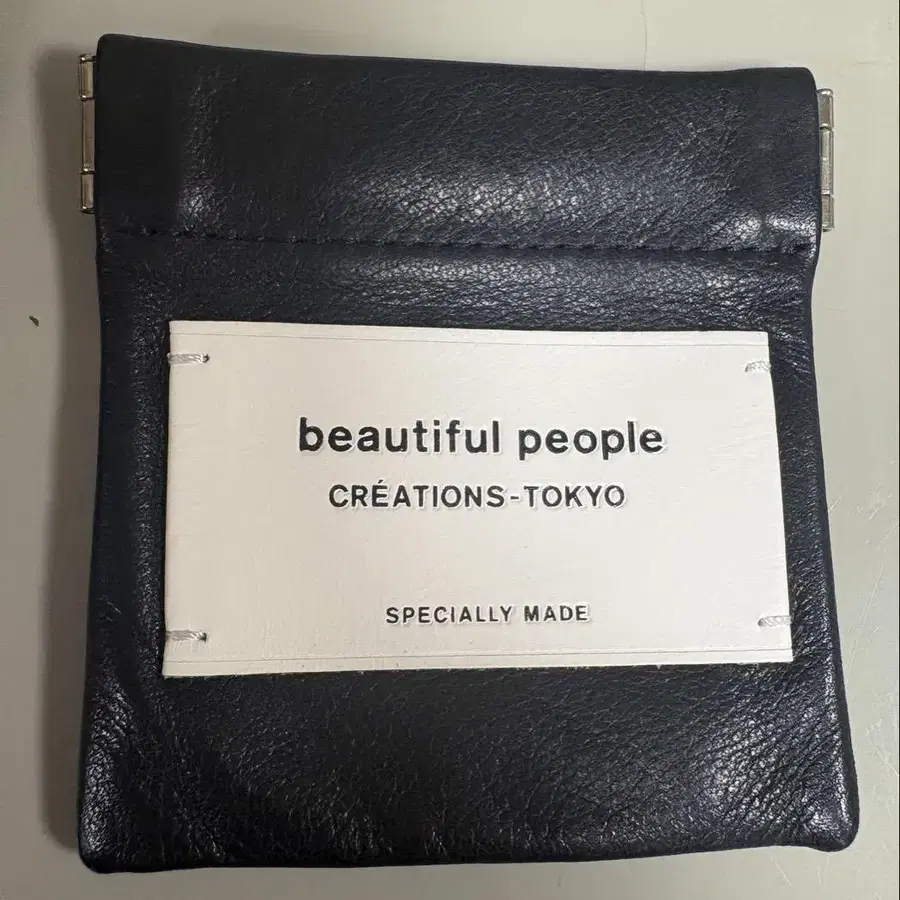 beautiful people
CRÉATIONS-TOKYO
SPECIALLY MADE